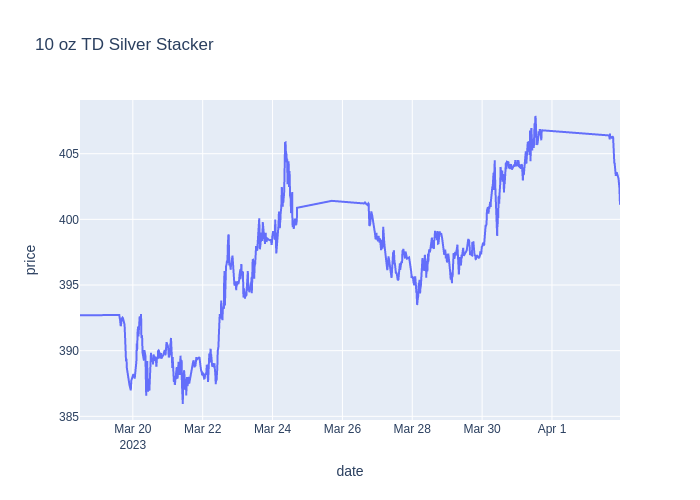 10 oz TD Silver Stacker
price
405
400
395
390
385
Mar 20
2023
Mar 22
Mar 24
Mar 26
Mar 28
Mar 30
Apr 1
date